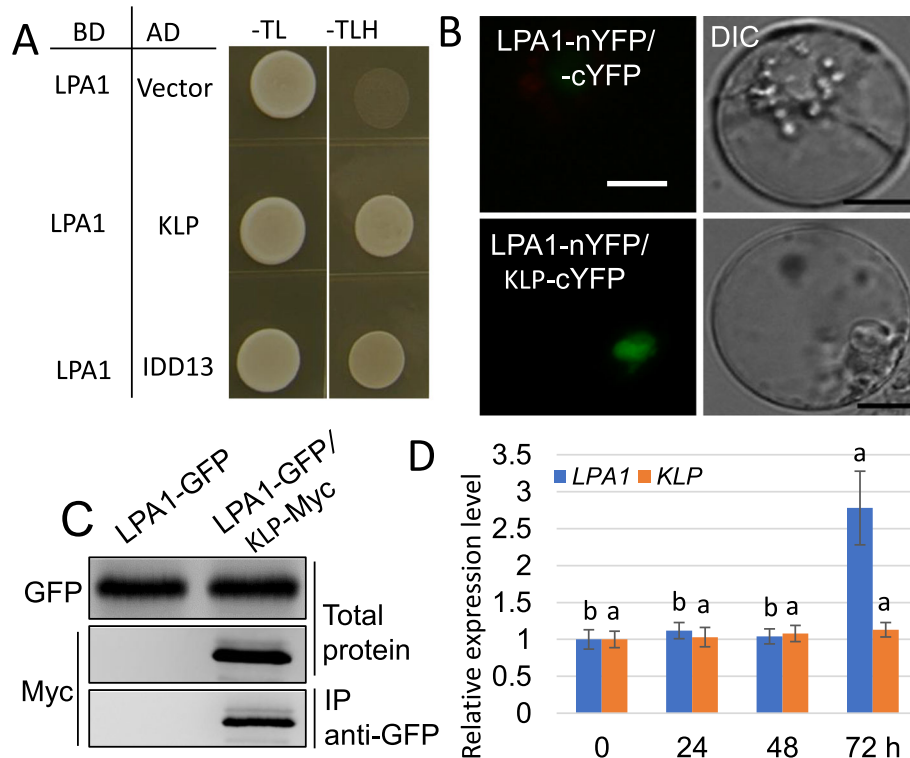 A
BD AD -TL -TLH
LPA1 Vector
LPA1 KLP
LPA1 IDD13
B
LPA1-nYFP/
-cYFP
DIC
LPA1-nYFP/
KLP-cYFP
C
LPA1-GFP
LPA1-GFP/
KLP-Myc
GFP
Total
protein
Myc
IP
anti-GFP
D
Relative expression level
3.5
3
2.5
2
1.5
1
0.5
0
LPA1 KLP
b a b a b a a a
0 24 48 72 h